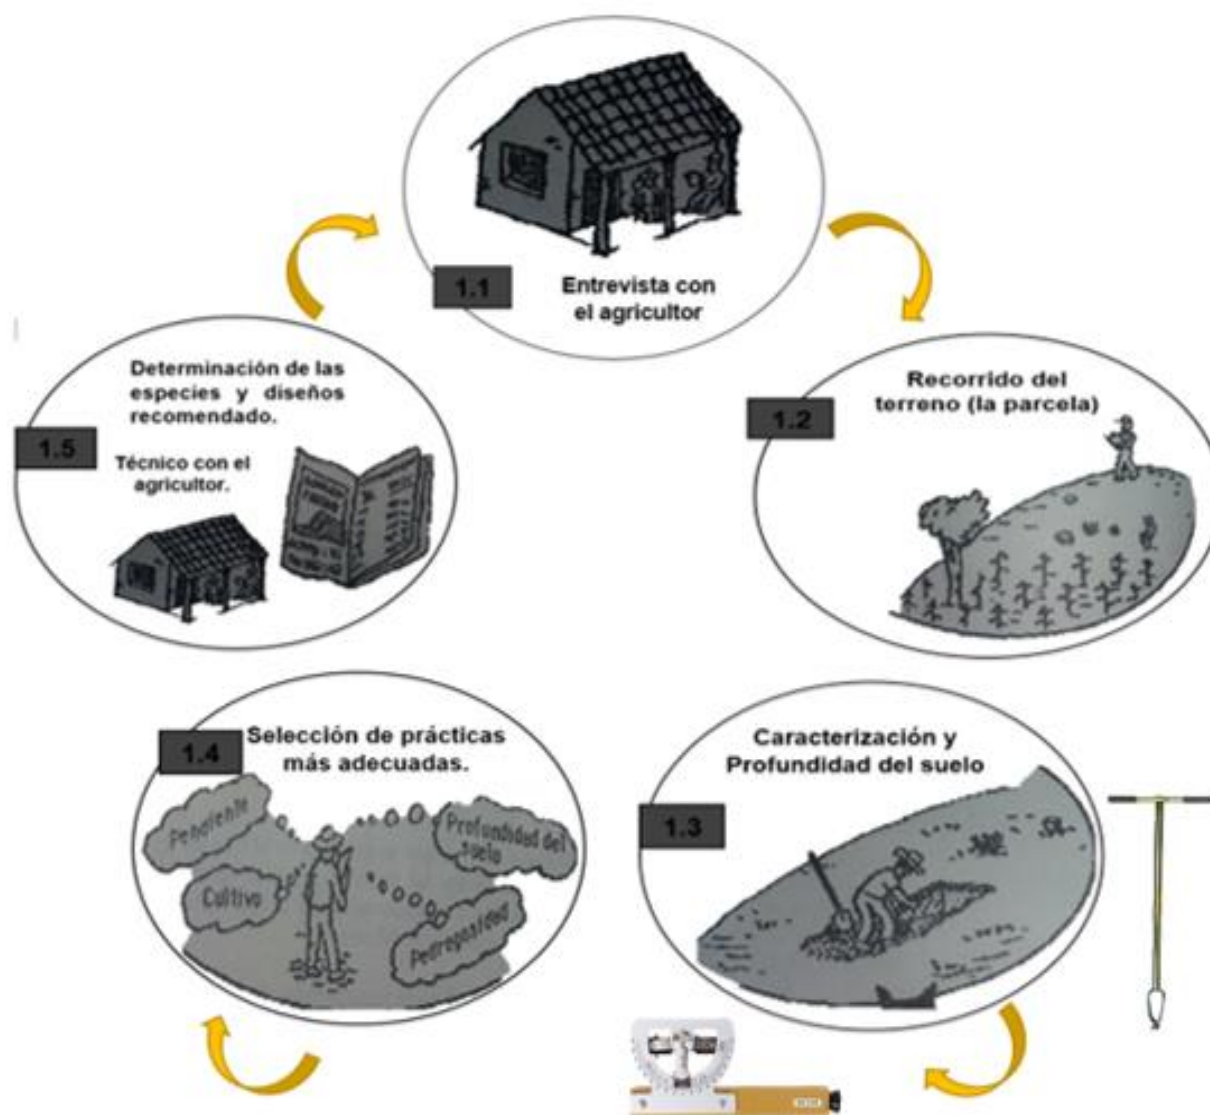 1.1
Entrevista con
el agricultor
1.2
Recorrido del
terreno (la parcela)
1.3
Caracterización y
Profundidad del suelo
1.4
Selección de prácticas
más adecuadas.
Pendiente
Profundidad del
suelo
Cultivo
Pedregosidad
1.5
Determinación de las
especies y diseños
recomendado.
Técnico con el
agricultor.